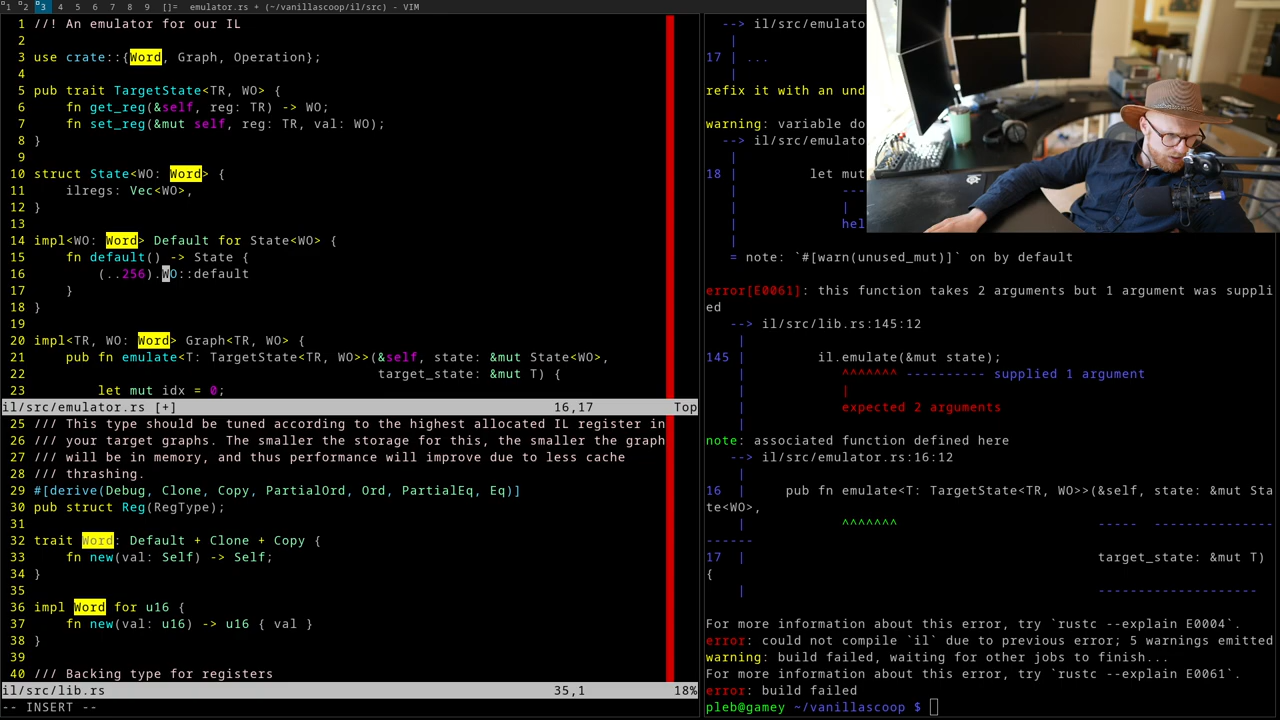 1 2 3 4 5 6 7 8 9 []= emulator.rs + (~/vanillascoop/il/src) - VIM
1 //! An emulator for our IL
2
3 use crate::{Word, Graph, Operation};
4
5 pub trait TargetState<TR, WO> {
6     fn get_reg(&self, reg: TR) -> WO;
7     fn set_reg(&mut self, reg: TR, val: WO);
8 }
9
10 struct State<WO: Word> {
11     ilregs: Vec<WO>,
12 }
13
14 impl<WO: Word> Default for State<WO> {
15     fn default() -> State {
16         (..256).WO::default
17     }
18 }
19
20 impl<TR, WO: Word> Graph<TR, WO> {
21     pub fn emulate<T: TargetState<TR, WO>>(&self, state: &mut State<WO>,
22                                            target_state: &mut T) {
23         let mut idx = 0;
il/src/emulator.rs [+] 16,17 Top
25 /// This type should be tuned according to the highest allocated IL register in
26 /// your target graphs. The smaller the storage for this, the smaller the graph
27 /// will be in memory, and thus performance will improve due to less cache
28 /// thrashing.
29 #[derive(Debug, Clone, Copy, PartialOrd, Ord, PartialEq, Eq)]
30 pub struct Reg(RegType);
31
32 trait Word: Default + Clone + Copy {
33     fn new(val: Self) -> Self;
34 }
35
36 impl Word for u16 {
37     fn new(val: u16) -> u16 { val }
38 }
39
40 /// Backing type for registers
il/src/lib.rs 35,1 18%
-- INSERT --
--> il/src/emulato
|
17 | ...
|
refix it with an und
warning: variable do
--> il/src/emulato
|
18 |         let mut
|             ---
|             |
|             hel
|
= note: `#[warn(unused_mut)]` on by default
error[E0061]: this function takes 2 arguments but 1 argument was suppli
ed
--> il/src/lib.rs:145:12
|
145 |         il.emulate(&mut state);
|            ^^^^^^^ ---------- supplied 1 argument
|            |
|            expected 2 arguments
note: associated function defined here
--> il/src/emulator.rs:16:12
|
16 |     pub fn emulate<T: TargetState<TR, WO>>(&self, state: &mut Sta
te<WO>,
|            ^^^^^^^                         -----  ---------------
------
17 |                                            target_state: &mut T)
{
|                                            --------------------
For more information about this error, try `rustc --explain E0004`.
error: could not compile `il` due to previous error; 5 warnings emitted
warning: build failed, waiting for other jobs to finish...
For more information about this error, try `rustc --explain E0061`.
error: build failed
pleb@gamey ~/vanillascoop $